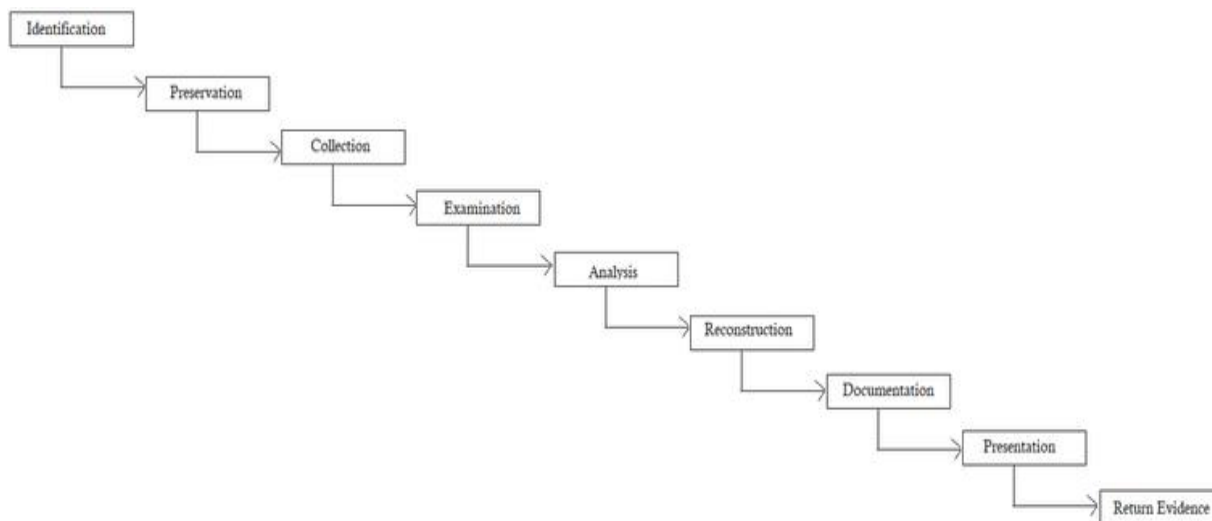 Identification
Preservation
Collection
Examination
Analysis
Reconstruction
Documentation
Presentation
Return Evidence